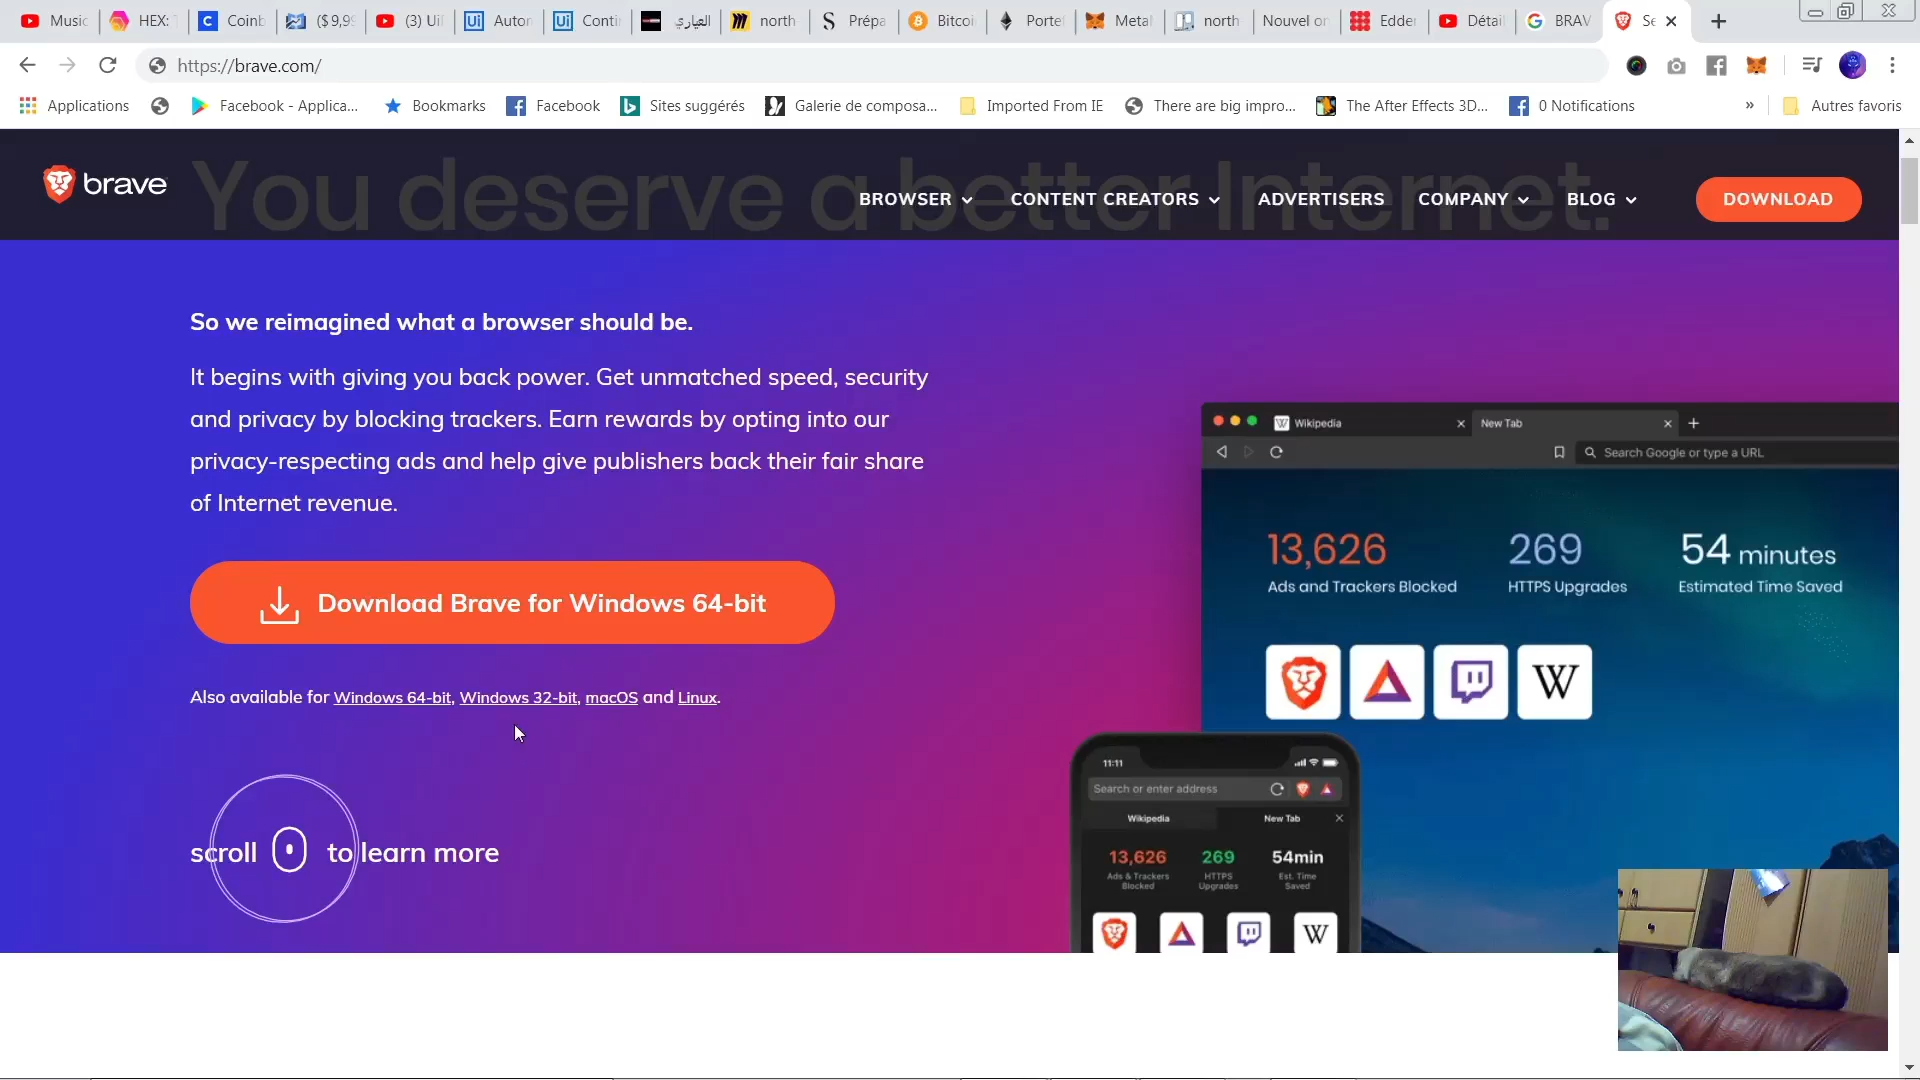 Music
HEX:
Coinb
($9,99
(3) Uil
Autor
Conti
التياري
north
Prépa
Bitcoi
Porte
Metal
north
Nouvel on
Edder
Détail
BRAV
Se
https://brave.com/
Applications
Facebook - Applica...
Bookmarks
Facebook
Sites suggérés
Galerie de composa...
Imported From IE
There are big impro...
The After Effects 3D...
0 Notifications
»
Autres favoris
brave
You deserve a better Internet.
BROWSER
CONTENT CREATORS
ADVERTISERS
COMPANY
BLOG
DOWNLOAD
So we reimagined what a browser should be.
It begins with giving you back power. Get unmatched speed, security
and privacy by blocking trackers. Earn rewards by opting into our
privacy-respecting ads and help give publishers back their fair share
of Internet revenue.
Download Brave for Windows 64-bit
Also available for Windows 64-bit, Windows 32-bit, macOS and Linux.
scroll to learn more
Wikipedia
New Tab
Search Google or type a URL
13,626
269
54 minutes
Ads and Trackers Blocked
HTTPS Upgrades
Estimated Time Saved
W
11:11
Search or enter address
Wikipedia
New Tab
13,626
269
54min
Ads & Trackers
Blocked
HTTPS
Upgrades
Est. Time
Saved
W